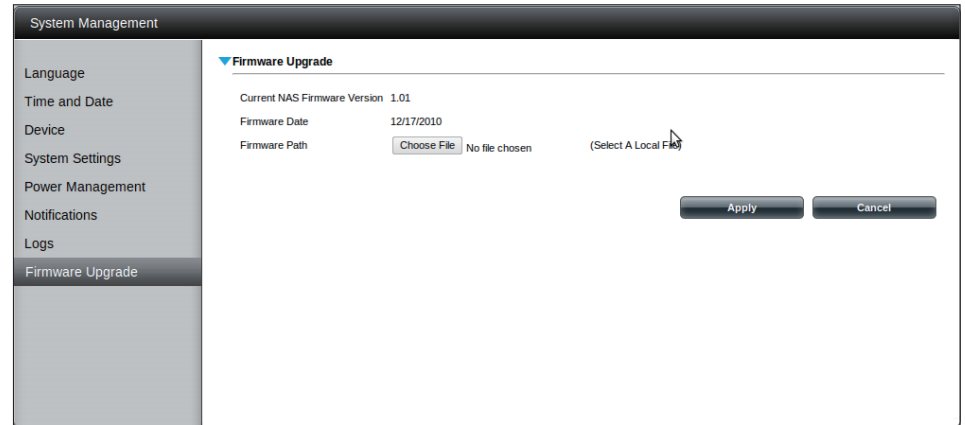 System Management
Language
Time and Date
Device
System Settings
Power Management
Notifications
Logs
Firmware Upgrade
Firmware Upgrade
Current NAS Firmware Version 1.01
Firmware Date 12/17/2010
Firmware Path Choose File No file chosen (Select A Local File)
Apply Cancel